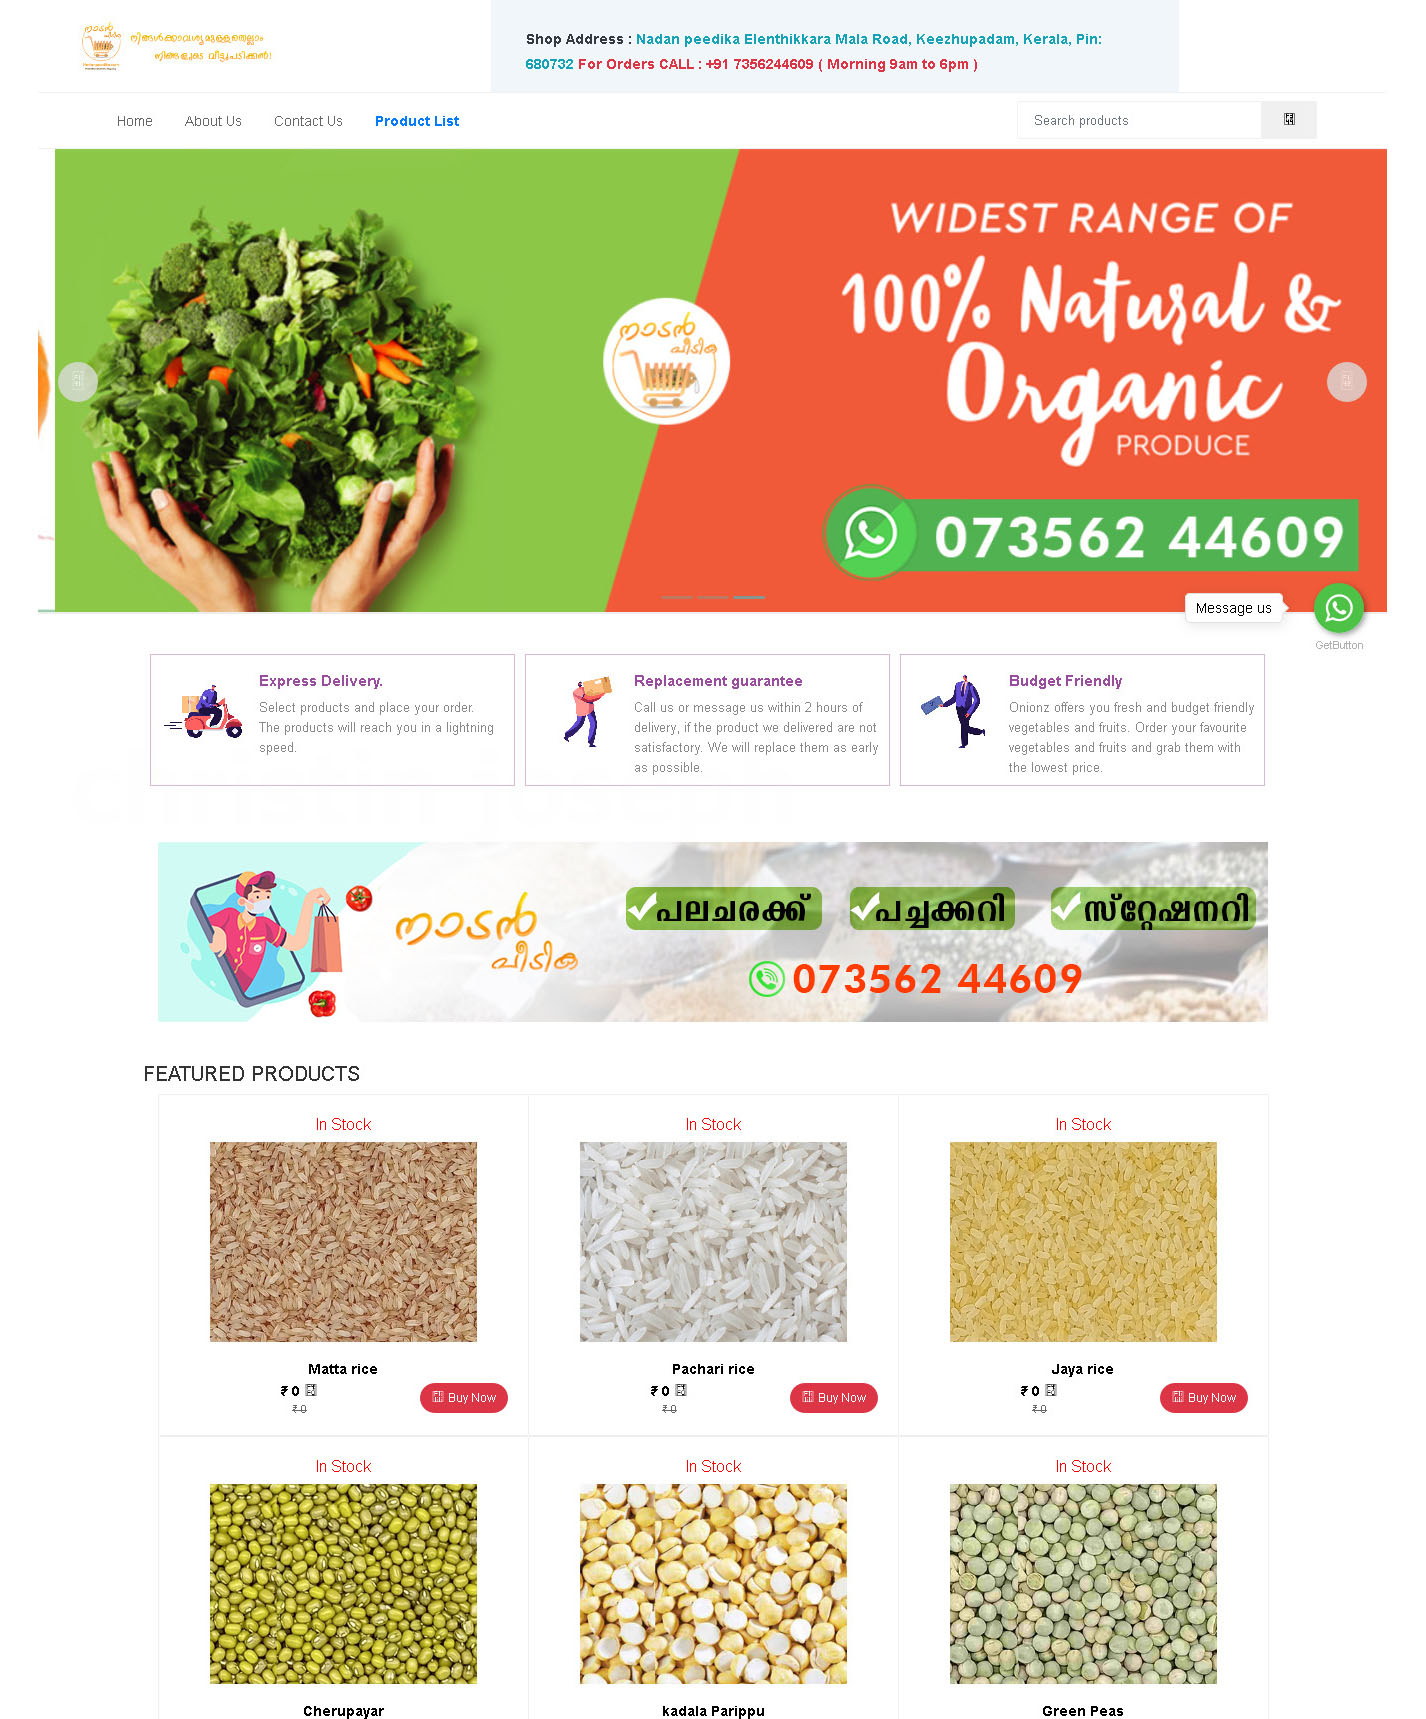 നാടൻ
പീടിക
നിങ്ങൾക്കാവശ്യമുള്ളതെല്ലാം
നിങ്ങളുടെ വീട്ടുപടിക്കൽ!
Shop Address : Nadan peedika Elenthikkara Mala Road, Keezhupadam, Kerala, Pin:
680732 For Orders CALL : +91 7356244609 ( Morning 9am to 6pm )
Home About Us Contact Us Product List
Search products
WIDEST RANGE OF
100% Natural &
Organic
PRODUCE
നാടൻ
പീടിക
073562 44609
Message us
GetButton
Express Delivery.
Select products and place your order.
The products will reach you in a lightning
speed.
Replacement guarantee
Call us or message us within 2 hours of
delivery, if the product we delivered are not
satisfactory. We will replace them as early
as possible.
Budget Friendly
Onionz offers you fresh and budget friendly
vegetables and fruits. Order your favourite
vegetables and fruits and grab them with
the lowest price.
നാടൻ
പീടിക
പലചരക്ക് പച്ചക്കറി സ്റ്റേഷനറി
073562 44609
FEATURED PRODUCTS
In Stock In Stock In Stock
Matta rice Pachari rice Jaya rice
₹ 0 Buy Now ₹ 0 Buy Now ₹ 0 Buy Now
₹ 0 ₹ 0 ₹ 0
In Stock In Stock In Stock
Cherupayar kadala Parippu Green Peas